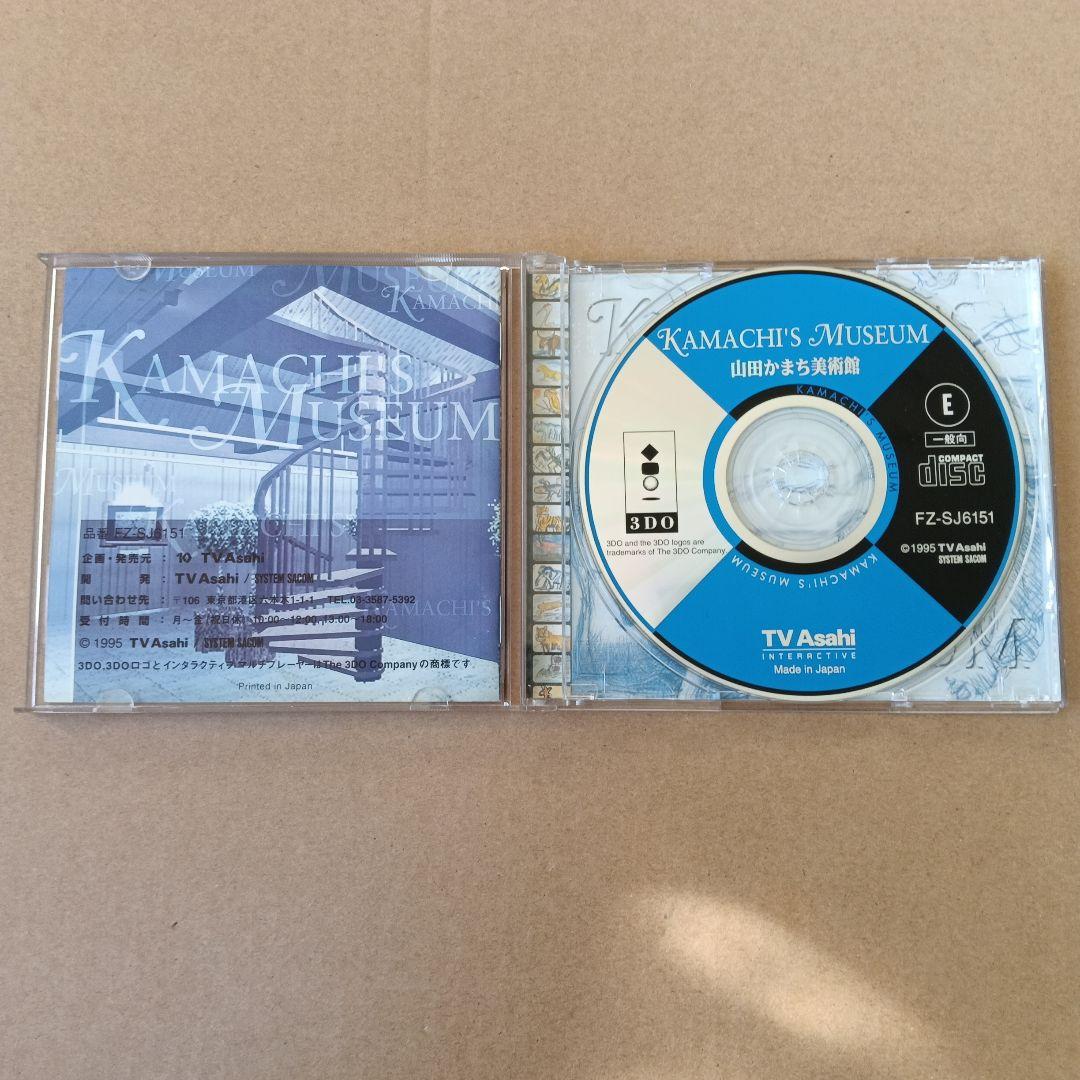 MUSEUM
MUSEUM
KAMACHI
KAMACHI'S
MUSEUM
品番 FZ-SJ6151
企画・発売元 : 10 TV Asahi
開 発 : TV Asahi / SYSTEM SACOM
問い合わせ先 : 〒106 東京都港区六本木1-1-1 TEL.03-3587-5392
受付時間 : 月〜金(祝日休) 10:00〜12:00, 13:00〜18:00
© 1995 TV Asahi / SYSTEM SACOM
KAMACHI'S
3DO、3DOロゴとインタラクティブマルチプレーヤーはThe 3DO Companyの商標です。
Printed in Japan
KAMACHI'S MUSEUM
山田かまち美術館
KAMACHI'S MUSEUM
3DO
3DO and the 3DO logos are
trademarks of The 3DO Company.
E
一般向
COMPACT
disc
FZ-SJ6151
© 1995 TV Asahi
SYSTEM SACOM
KAMACHI'S MUSEUM
TV Asahi
INTERACTIVE
Made in Japan